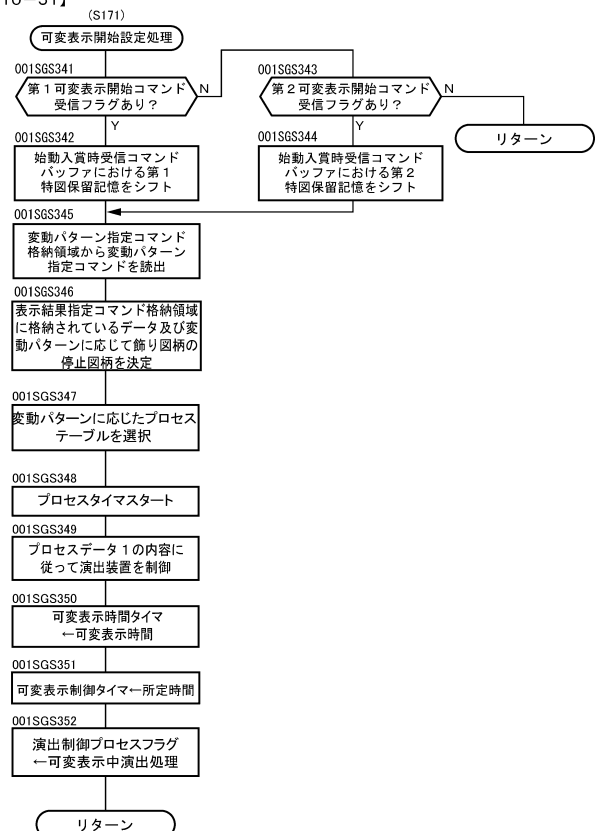 (S171)
可変表示開始設定処理
001SGS341
第1可変表示開始コマンド
受信フラグあり?
N
Y
001SGS343
第2可変表示開始コマンド
受信フラグあり?
N
Y
リターン
001SGS342
始動入賞時受信コマンド
バッファにおける第1
特図保留記憶をシフト
001SGS344
始動入賞時受信コマンド
バッファにおける第2
特図保留記憶をシフト
001SGS345
変動パターン指定コマンド
格納領域から変動パターン
指定コマンドを読出
001SGS346
表示結果指定コマンド格納領域
に格納されているデータ及び変
動パターンに応じて飾り図柄の
停止図柄を決定
001SGS347
変動パターンに応じたプロセス
テーブルを選択
001SGS348
プロセスタイマスタート
001SGS349
プロセスデータ1の内容に
従って演出装置を制御
001SGS350
可変表示時間タイマ
←可変表示時間
001SGS351
可変表示制御タイマ←所定時間
001SGS352
演出制御プロセスフラグ
←可変表示中演出処理
リターン